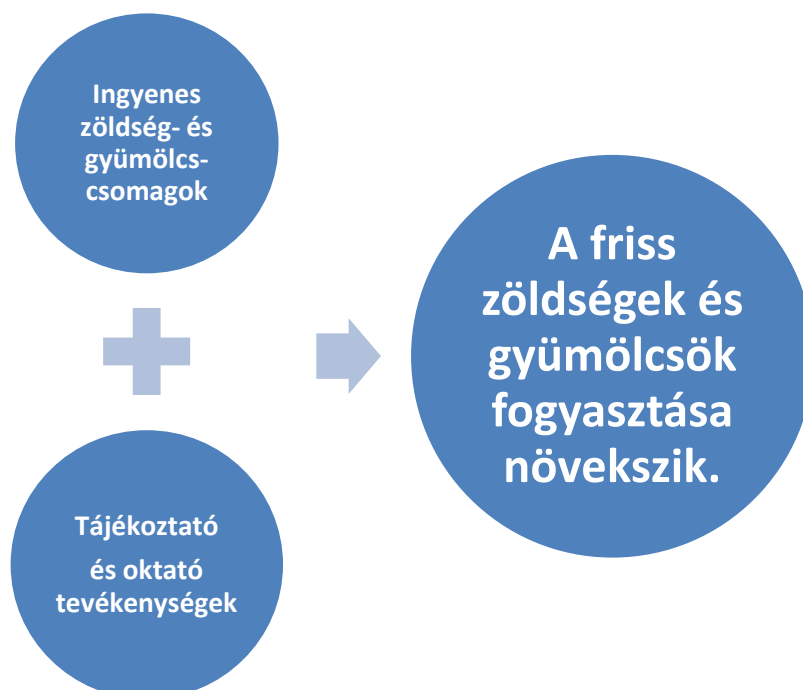 Ingyenes
zöldség- és
gyümölcs-
csomagok
Tájékoztató
és oktató
tevékenységek
A friss
zöldségek és
gyümölcsök
fogyasztása
növekszik.